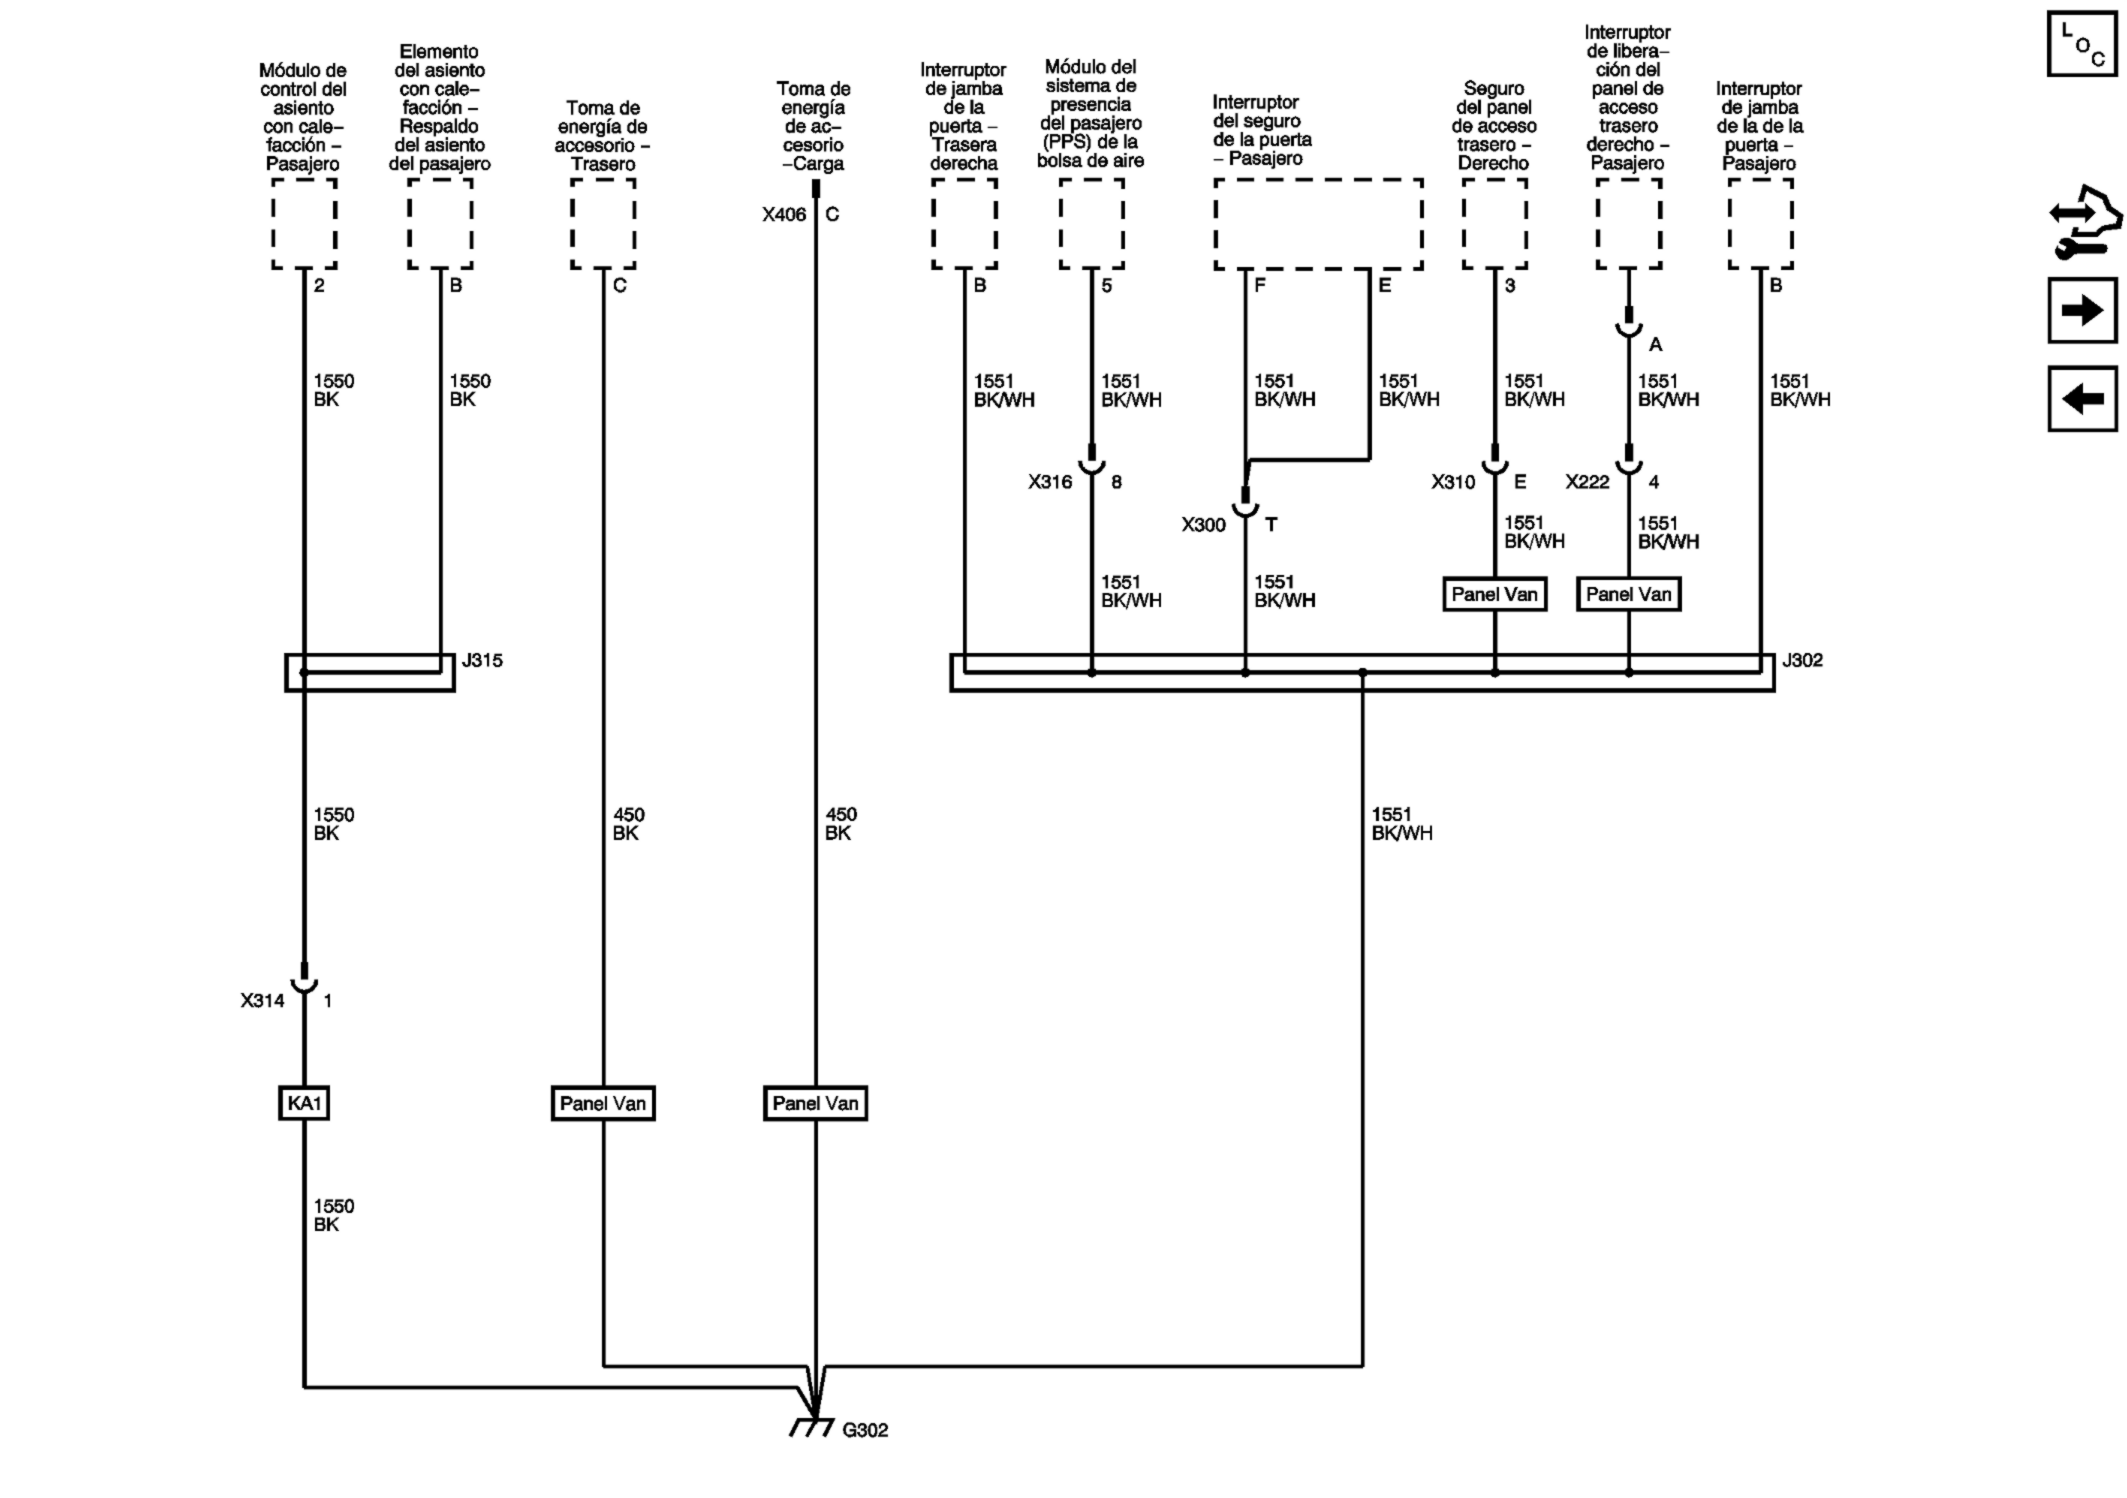 Módulo de
control del
asiento
con cale–
facción –
Pasajero
Elemento
del asiento
con cale–
facción –
Respaldo
del asiento
del pasajero
Toma de
energía de
accesorio –
Trasero
Toma de
energía
de ac–
cesorio
–Carga
Interruptor
de jamba
de la
puerta –
Trasera
derecha
Módulo del
sistema de
presencia
del pasajero
(PPS) de la
bolsa de aire
Interruptor
del seguro
de la puerta
– Pasajero
Seguro
del panel
de acceso
trasero –
Derecho
Interruptor
de libera–
ción del
panel de
acceso
trasero
derecho –
Pasajero
Interruptor
de jamba
de la de la
puerta –
Pasajero
L
O
C
X406 C
2
B
C
B
5
F
E
3
B
A
1550
BK
1550
BK
1551
BK/WH
1551
BK/WH
1551
BK/WH
1551
BK/WH
1551
BK/WH
1551
BK/WH
1551
BK/WH
X316 8
X310 E
X222 4
X300 T
1551
BK/WH
1551
BK/WH
1551
BK/WH
1551
BK/WH
Panel Van
Panel Van
J315
J302
1550
BK
450
BK
450
BK
1551
BK/WH
X314 1
KA1
Panel Van
Panel Van
1550
BK
G302